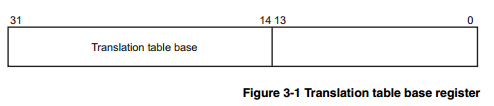 31 14 13 0
Translation table base
Figure 3-1 Translation table base register